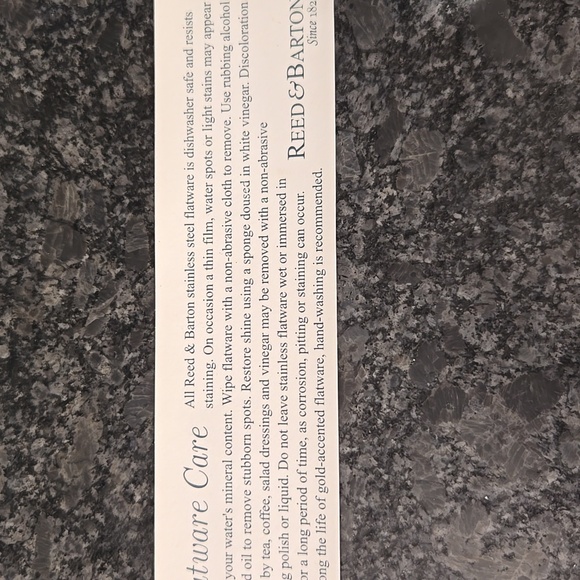 Flatware Care
All Reed & Barton stainless steel flatware is dishwasher safe and resists
staining. On occasion a thin film, water spots or light stains may appear
your water's mineral content. Wipe flatware with a non-abrasive cloth to remove. Use rubbing alcohol
d oil to remove stubborn spots. Restore shine using a sponge doused in white vinegar. Discoloration
by tea, coffee, salad dressings and vinegar may be removed with a non-abrasive
g polish or liquid. Do not leave stainless flatware wet or immersed in
or a long period of time, as corrosion, pitting or staining can occur.
ong the life of gold-accented flatware, hand-washing is recommended.
REED & BARTON
Since 182